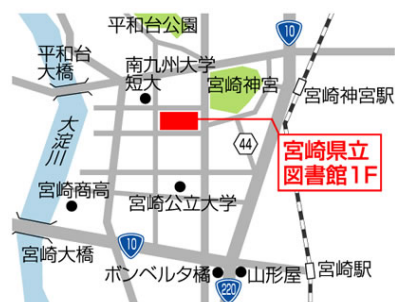 平和台公園
10
平和台
大橋
南九州大学
短大
宮崎神宮
宮崎神宮駅
大淀川
44
宮崎県立
図書館1F
宮崎商高
宮崎公立大学
宮崎大橋
10
ボンベルタ橘
山形屋
宮崎駅
220